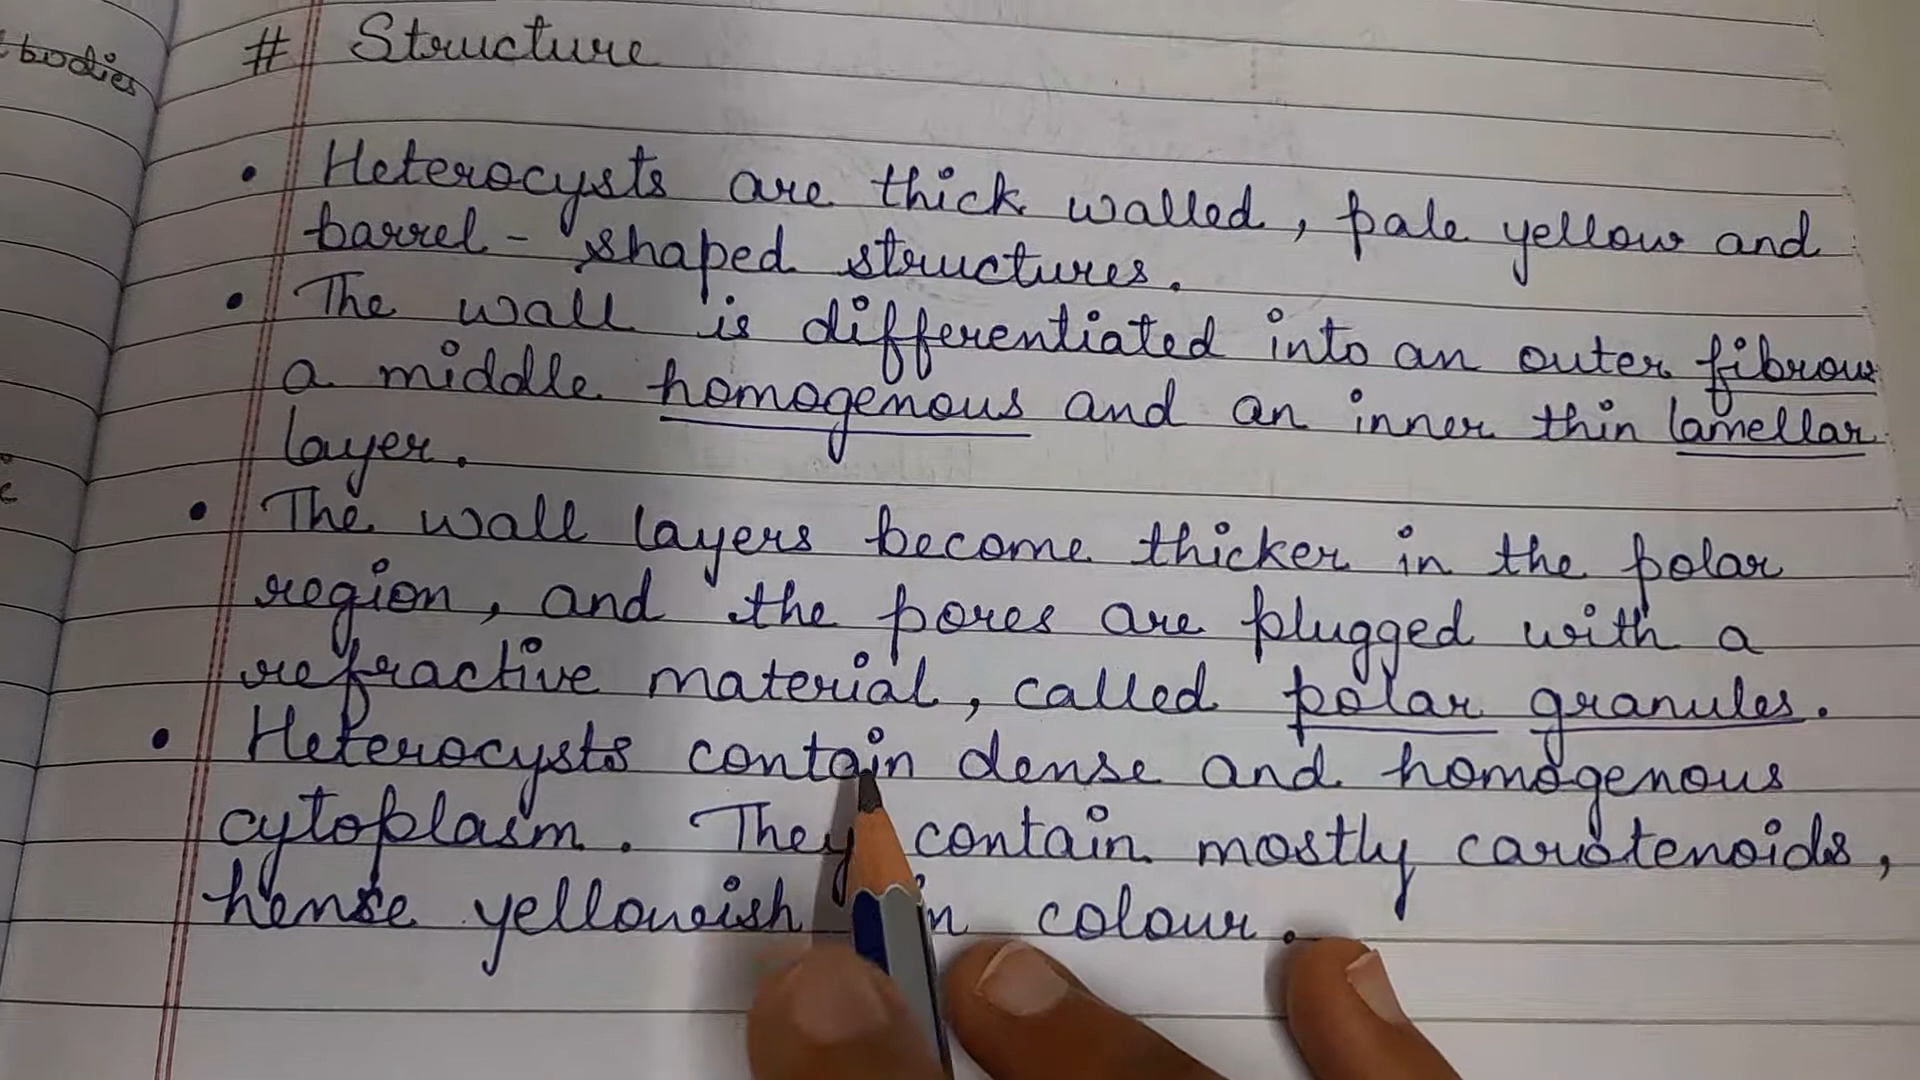 bodies
# Structure
• Heterocysts are thick walled, pale yellow and
barrel - shaped structures.
• The wall is differentiated into an outer fibrous
a middle homogenous and an inner thin lamellar
layer.
• The wall layers become thicker in the polar
region, and the pores are plugged with a
refractive material, called polar granules.
• Heterocysts contain dense and homogenous
cytoplasm. They contain mostly carotenoids,
hense yellowish in colour.